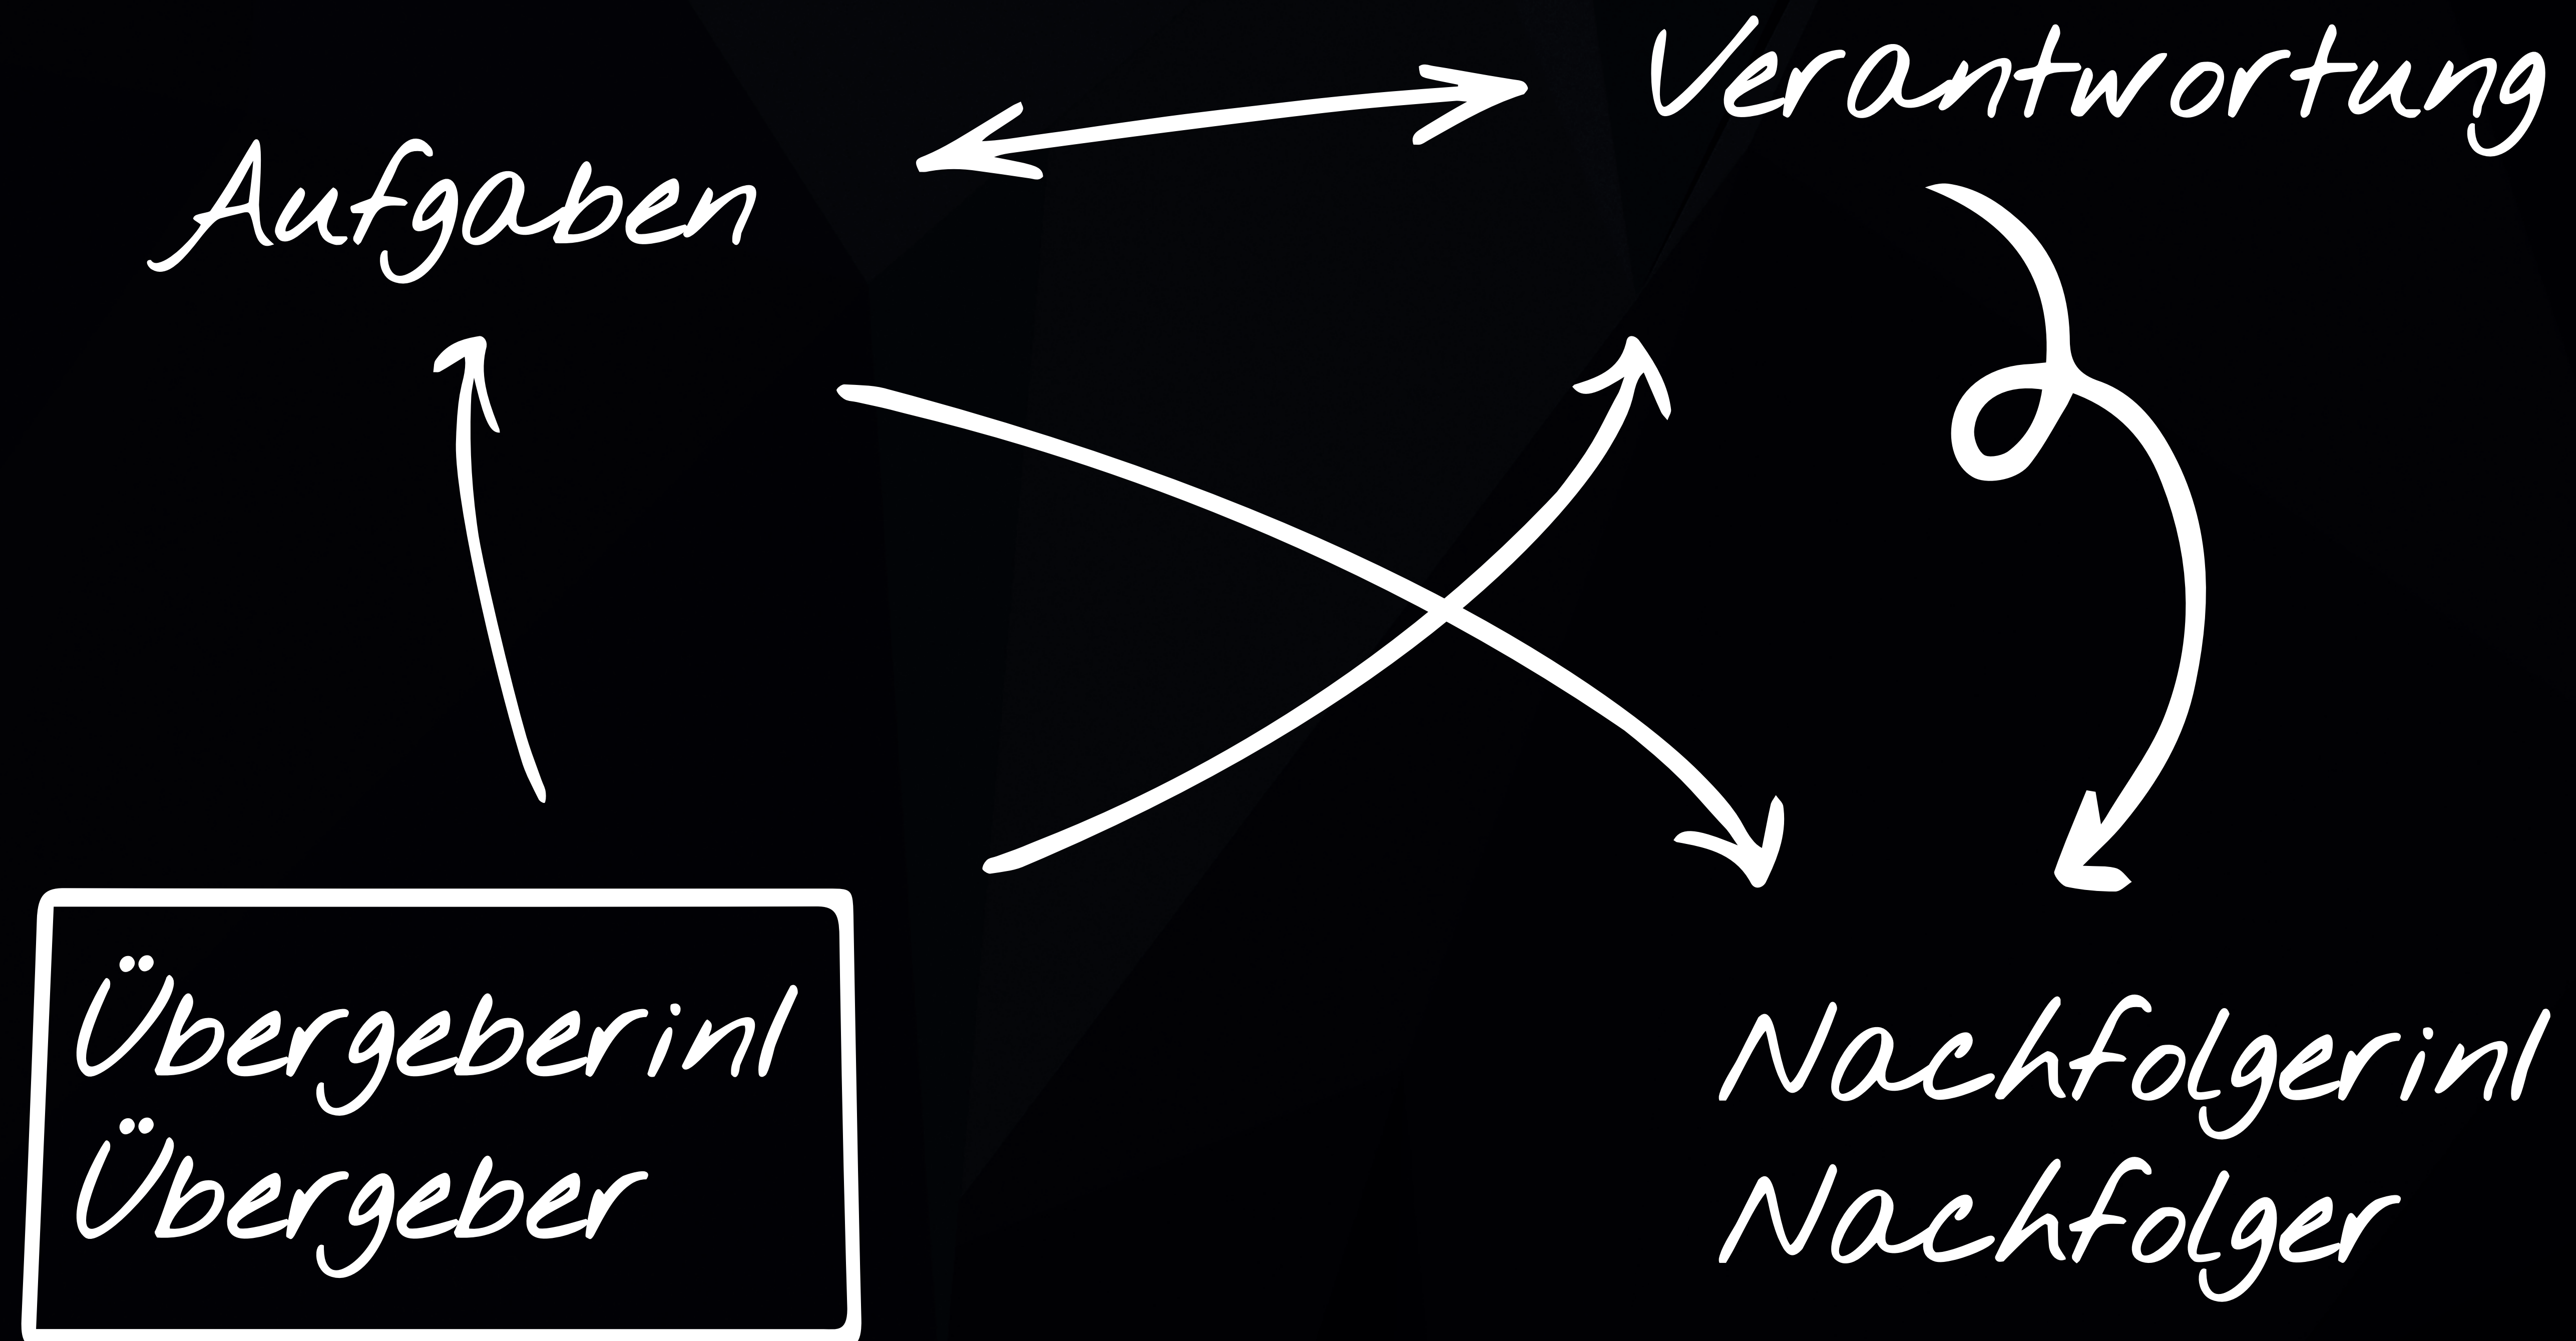 Verantwortung
Aufgaben
Übergeberin/
Übergeber
Nachfolgerin/
Nachfolger